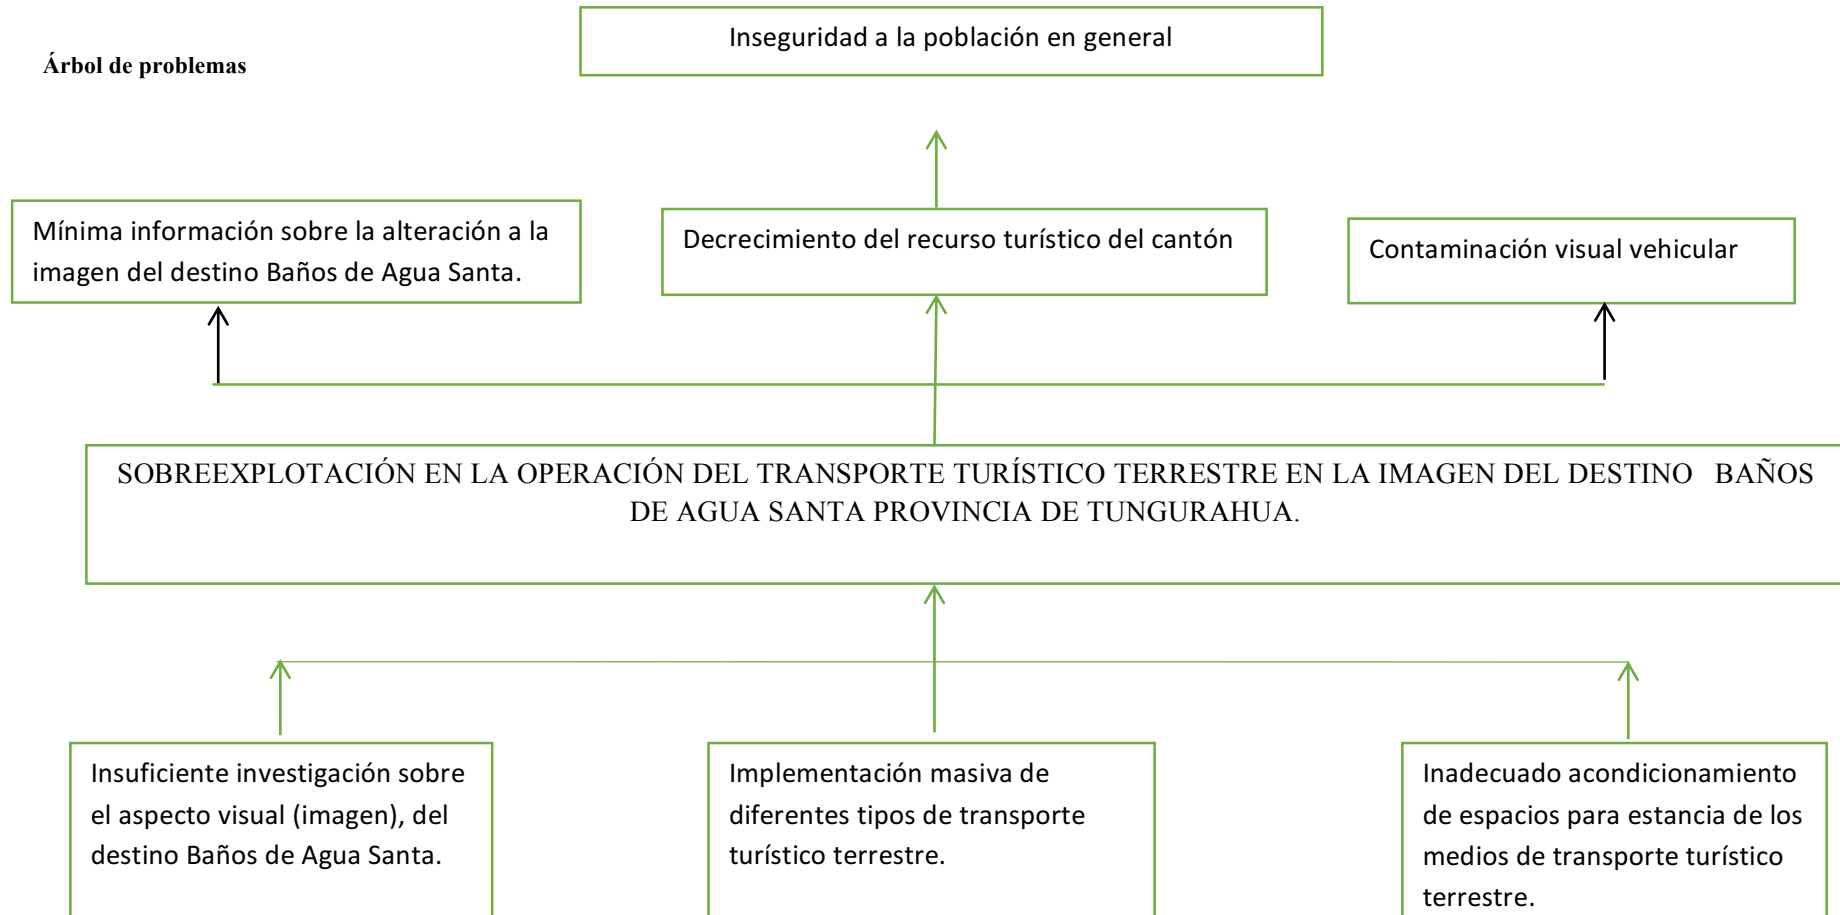 Inseguridad a la población en general
Árbol de problemas
Mínima información sobre la alteración a la
imagen del destino Baños de Agua Santa.
Decrecimiento del recurso turístico del cantón
Contaminación visual vehicular
SOBREEXPLOTACIÓN EN LA OPERACIÓN DEL TRANSPORTE TURÍSTICO TERRESTRE EN LA IMAGEN DEL DESTINO BAÑOS
DE AGUA SANTA PROVINCIA DE TUNGURAHUA.
Insuficiente investigación sobre
el aspecto visual (imagen), del
destino Baños de Agua Santa.
Implementación masiva de
diferentes tipos de transporte
turístico terrestre.
Inadecuado acondicionamiento
de espacios para estancia de los
medios de transporte turístico
terrestre.